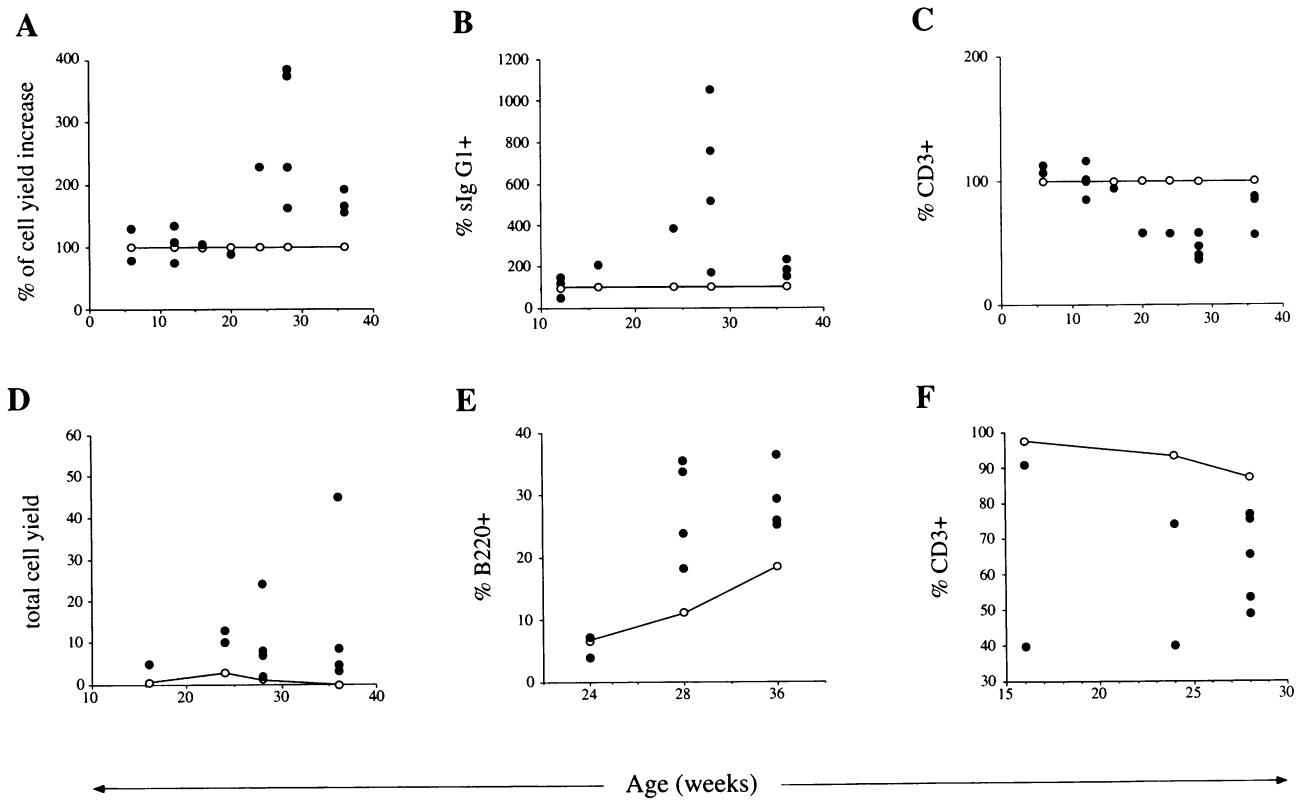 A
% of cell yield increase
400
300
200
100
0
0 10 20 30 40
B
% sIg G1+
1200
1000
800
600
400
200
0
10 20 30 40
C
% CD3+
200
100
0
0 10 20 30 40
D
total cell yield
60
50
40
30
20
10
0
10 20 30 40
E
% B220+
40
30
20
10
0
24 28 36
F
% CD3+
100
90
80
70
60
50
40
30
15 20 25 30
Age (weeks)